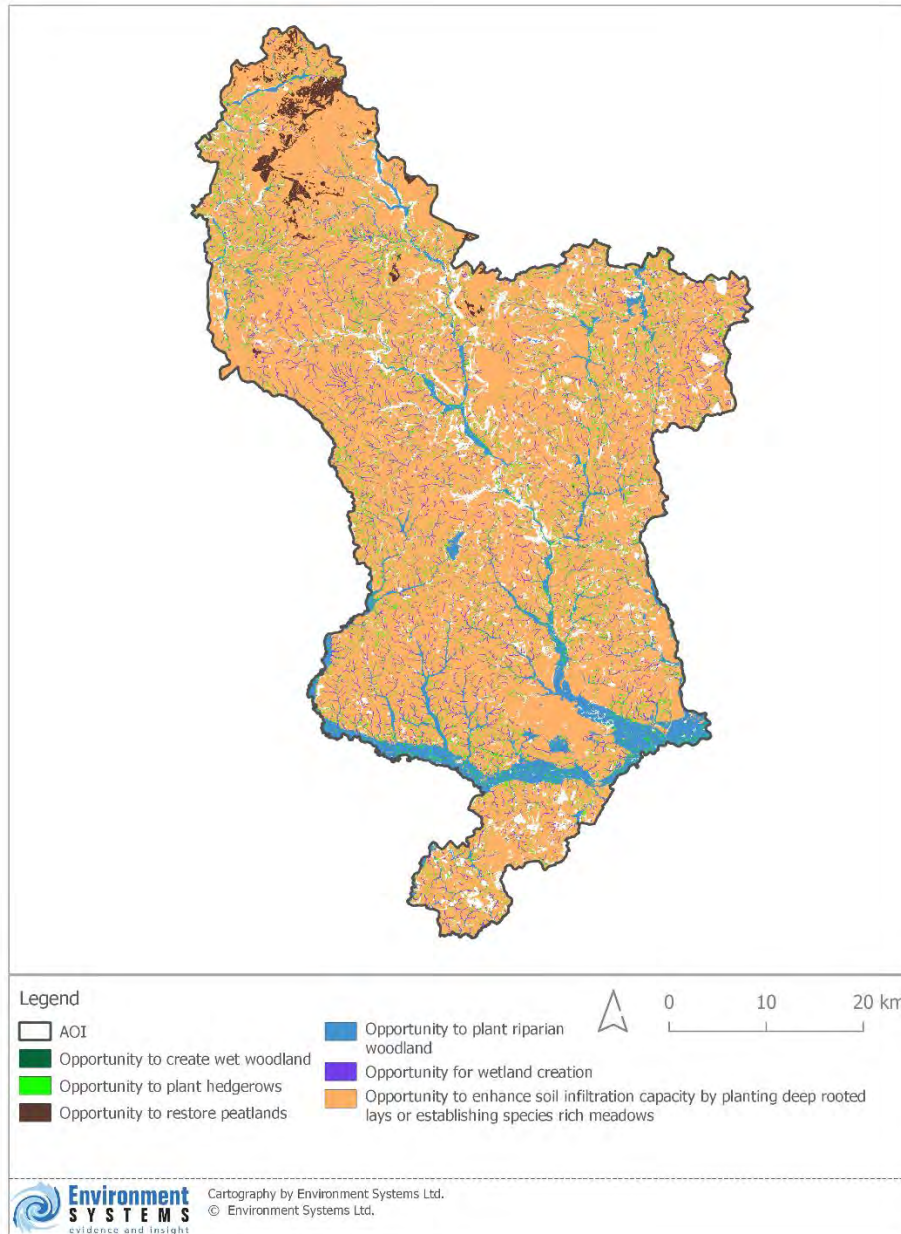 Legend
AOI
Opportunity to create wet woodland
Opportunity to plant hedgerows
Opportunity to restore peatlands
Opportunity to plant riparian
woodland
Opportunity for wetland creation
Opportunity to enhance soil infiltration capacity by planting deep rooted
lays or establishing species rich meadows
0 10 20 km
Environment
SYSTEMS
evidence and insight
Cartography by Environment Systems Ltd.
© Environment Systems Ltd.